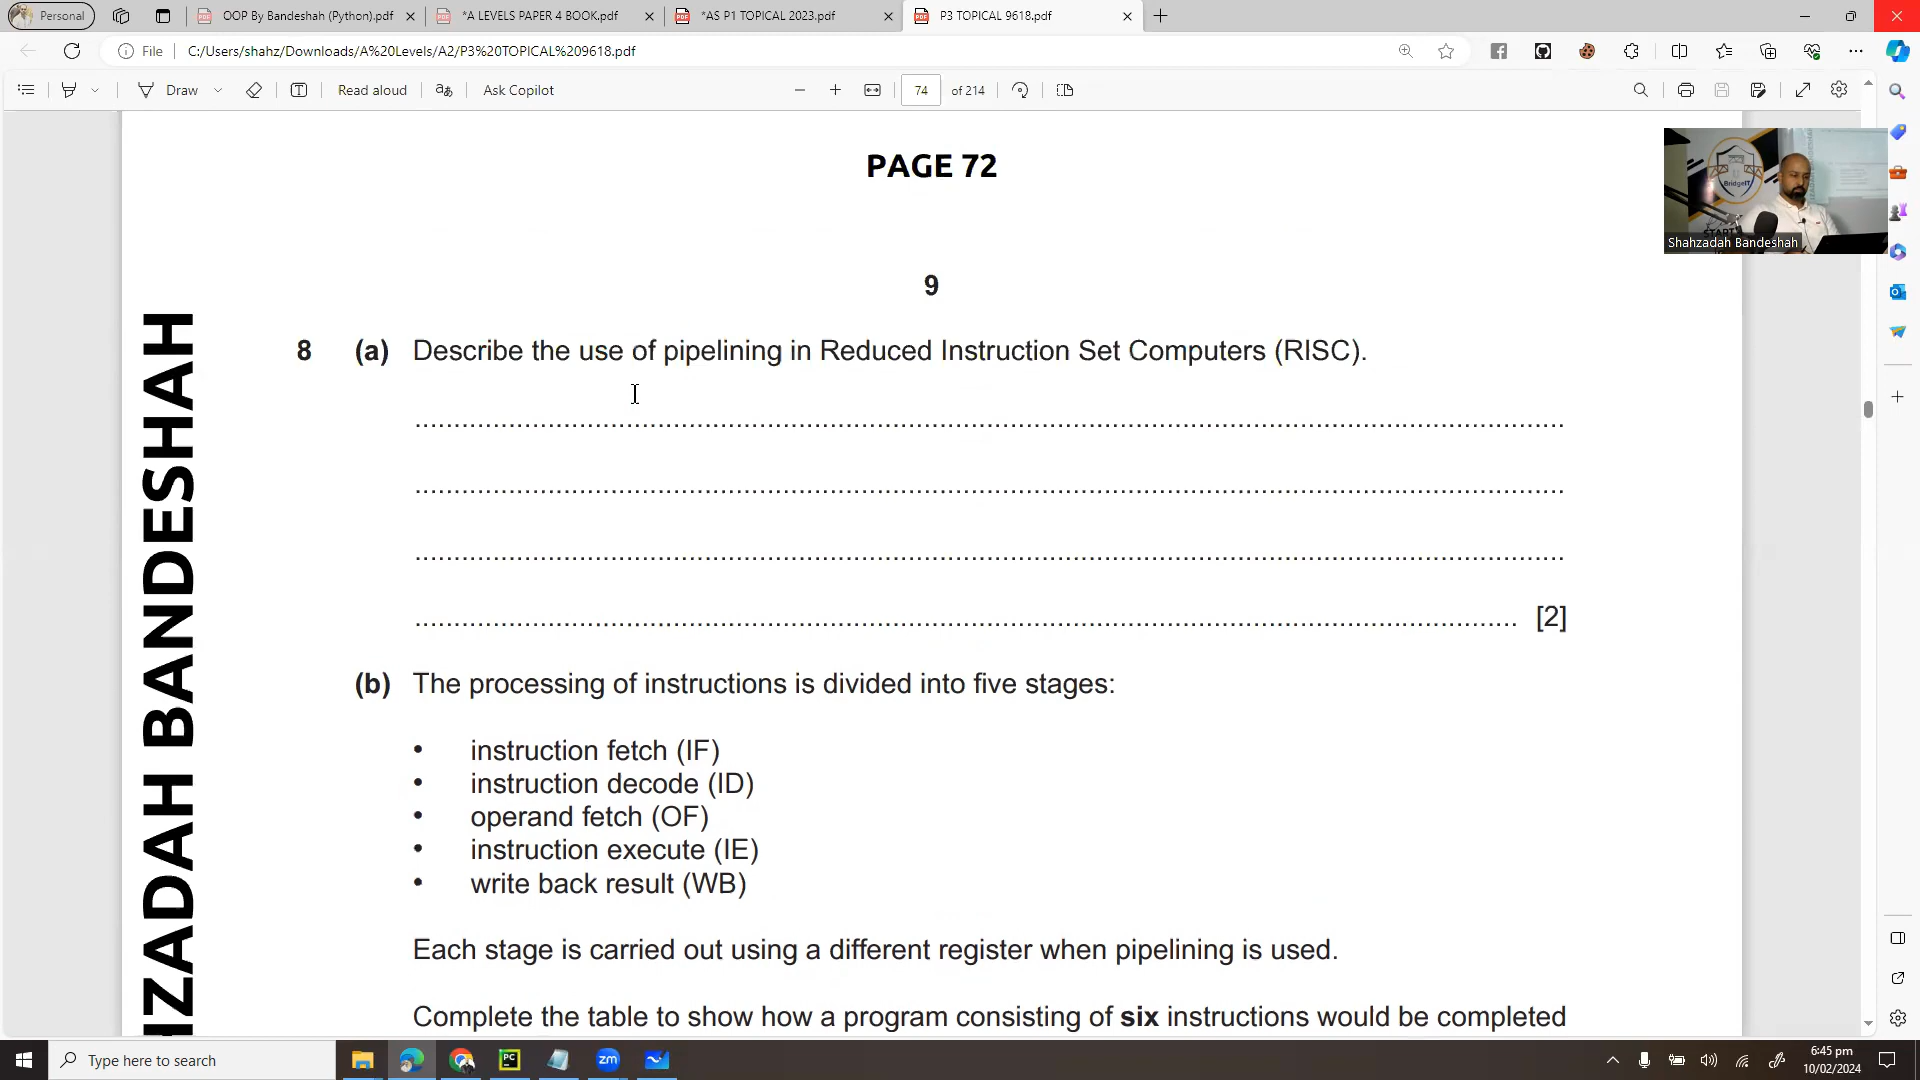 Personal
OOP By Bandeshah (Python).pdf
*A LEVELS PAPER 4 BOOK.pdf
*AS P1 TOPICAL 2023.pdf
P3 TOPICAL 9618.pdf
File
C:/Users/shahz/Downloads/A%20Levels/A2/P3%20TOPICAL%209618.pdf
Draw
Read aloud
Ask Copilot
74 of 214
PAGE 72
BridgeIT
START
Shahzadah Bandeshah
9
8 (a) Describe the use of pipelining in Reduced Instruction Set Computers (RISC).
[2]
(b) The processing of instructions is divided into five stages:
• instruction fetch (IF)
• instruction decode (ID)
• operand fetch (OF)
• instruction execute (IE)
• write back result (WB)
Each stage is carried out using a different register when pipelining is used.
Complete the table to show how a program consisting of six instructions would be completed
IZADAH BANDESHAH
Type here to search
PC
zm
6:45 pm
10/02/2024